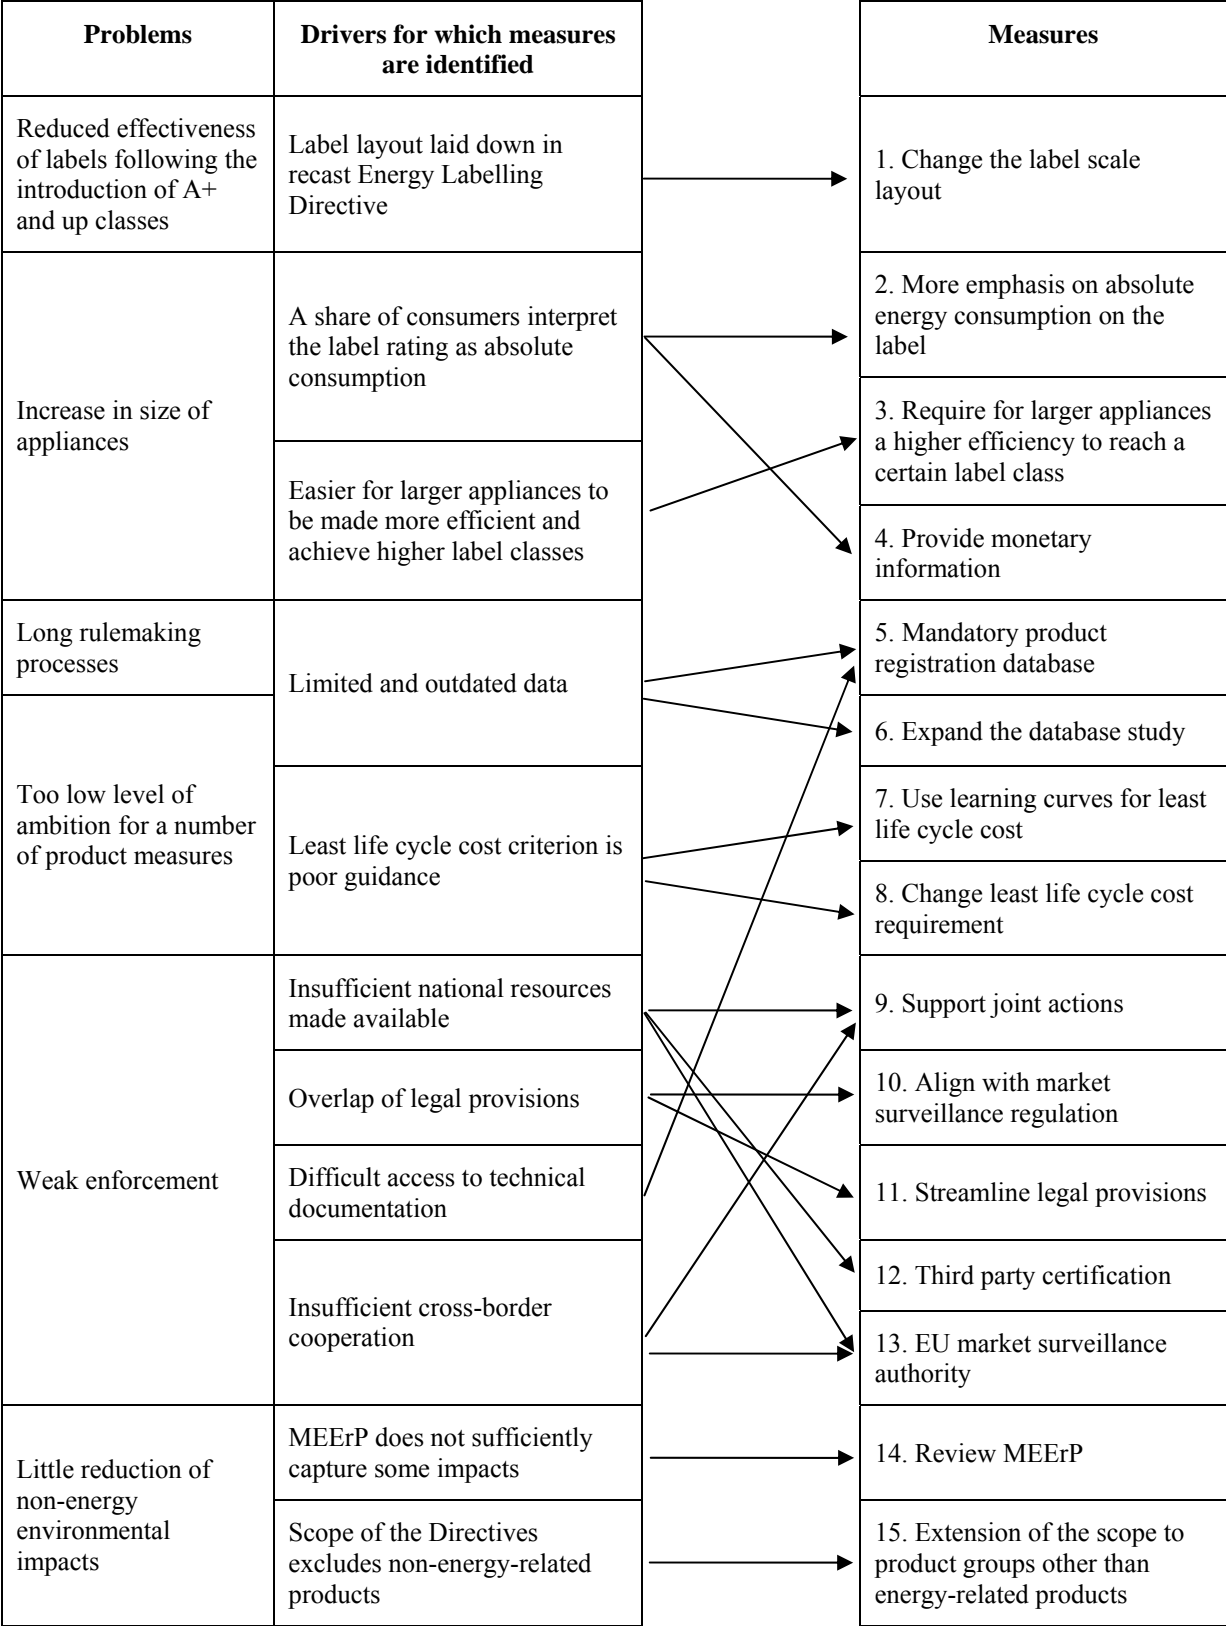 Problems
Drivers for which measures
are identified
Measures
Reduced effectiveness
of labels following the
introduction of A+
and up classes
Label layout laid down in
recast Energy Labelling
Directive
1. Change the label scale
layout
Increase in size of
appliances
A share of consumers interpret
the label rating as absolute
consumption
2. More emphasis on absolute
energy consumption on the
label
3. Require for larger appliances
a higher efficiency to reach a
certain label class
Easier for larger appliances to
be made more efficient and
achieve higher label classes
4. Provide monetary
information
Long rulemaking
processes
Limited and outdated data
5. Mandatory product
registration database
6. Expand the database study
Too low level of
ambition for a number
of product measures
Least life cycle cost criterion is
poor guidance
7. Use learning curves for least
life cycle cost
8. Change least life cycle cost
requirement
Weak enforcement
Insufficient national resources
made available
9. Support joint actions
Overlap of legal provisions
10. Align with market
surveillance regulation
Difficult access to technical
documentation
11. Streamline legal provisions
Insufficient cross-border
cooperation
12. Third party certification
13. EU market surveillance
authority
Little reduction of
non-energy
environmental
impacts
MEErP does not sufficiently
capture some impacts
14. Review MEErP
Scope of the Directives
excludes non-energy-related
products
15. Extension of the scope to
product groups other than
energy-related products